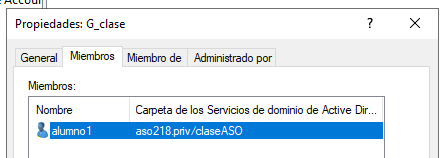 Propiedades: G_clase
General Miembros Miembro de Administrado por
Miembros:
Nombre Carpeta de los Servicios de dominio de Active Dir...
alumno1 aso218.priv/claseASO